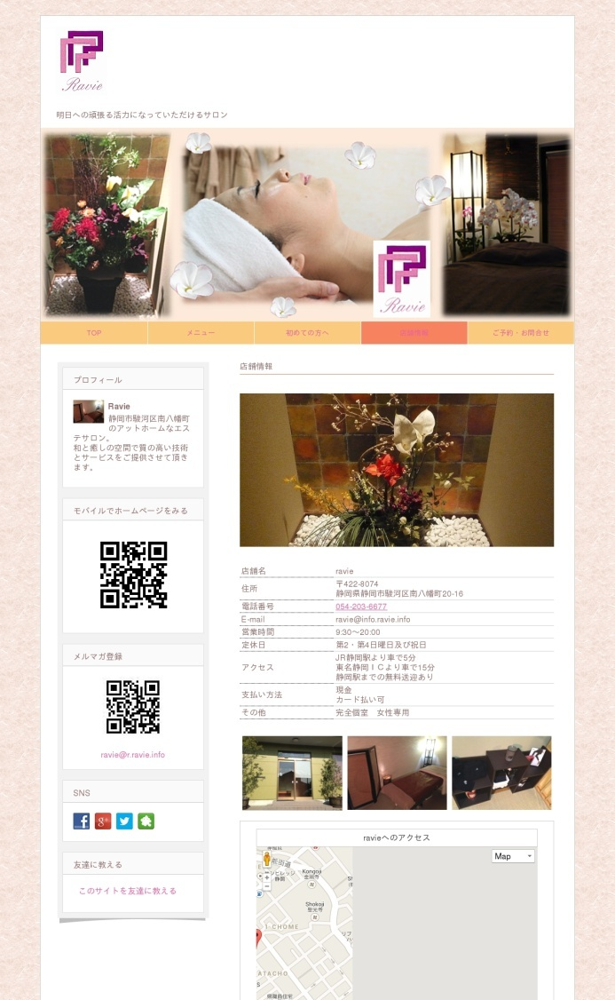 Ravie
明日への頑張る活力になっていただけるサロン
Ravie
TOP
メニュー
初めての方へ
店舗情報
ご予約・お問合せ
プロフィール
Ravie
静岡市駿河区南八幡町
のアットホームなエス
テサロン。
和と癒しの空間で質の高い技術
とサービスをご提供させて頂き
ます。
モバイルでホームページをみる
メルマガ登録
ravie@r.ravie.info
SNS
友達に教える
このサイトを友達に教える
店舗情報
店舗名 ravie
住所 〒422-8074
静岡県静岡市駿河区南八幡町20-16
電話番号 054-203-6677
E-mail ravie@info.ravie.info
営業時間 9:30～20:00
定休日 第2・第4日曜日及び祝日
アクセス JR静岡駅より車で5分
東名静岡ＩＣより車で15分
静岡駅までの無料送迎あり
支払い方法 現金
カード払い可
その他 完全個室　女性専用
ravieへのアクセス
Map
Kongoji
金剛寺
Shokoji
聖光寺
1 CHOME
ATACHO